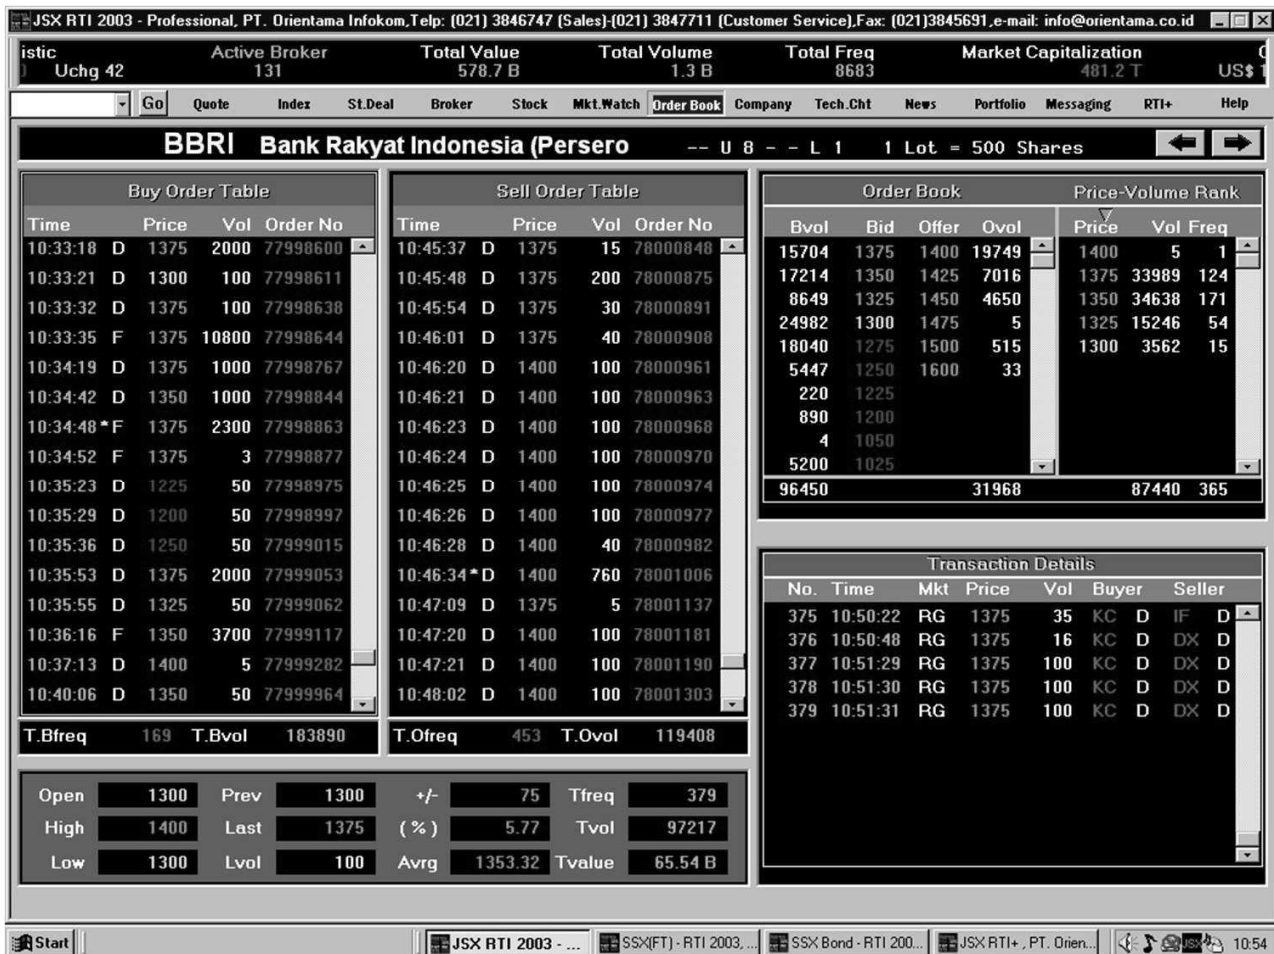 JSX RTI 2003 - Professional, PT. Orientama Infokom,Telp: (021) 3846747 (Sales)-(021) 3847711 (Customer Service),Fax: (021)3845691,e-mail: info@orientama.co.id
istic Active Broker Total Value Total Volume Total Freq Market Capitalization
Uchg 42 131 578.7 B 1.3 B 8683 481.2 T US$ 1
Go Quote Index St.Deal Broker Stock Mkt.Watch Order Book Company Tech.Cht News Portfolio Messaging RTI+ Help
BBRI Bank Rakyat Indonesia (Persero -- U 8 - - L 1 1 Lot = 500 Shares
Buy Order Table
Time Price Vol Order No
10:33:18 D 1375 2000 77998600
10:33:21 D 1300 100 77998611
10:33:32 D 1375 100 77998638
10:33:35 F 1375 10800 77998644
10:34:19 D 1375 1000 77998767
10:34:42 D 1350 1000 77998844
10:34:48 * F 1375 2300 77998863
10:34:52 F 1375 3 77998877
10:35:23 D 1225 50 77998975
10:35:29 D 1200 50 77998997
10:35:36 D 1250 50 77999015
10:35:53 D 1375 2000 77999053
10:35:55 D 1325 50 77999062
10:36:16 F 1350 3700 77999117
10:37:13 D 1400 5 77999282
10:40:06 D 1350 50 77999964
T.Bfreq 169 T.Bvol 183890
Sell Order Table
Time Price Vol Order No
10:45:37 D 1375 15 78000848
10:45:48 D 1375 200 78000875
10:45:54 D 1375 30 78000891
10:46:01 D 1375 40 78000908
10:46:20 D 1400 100 78000961
10:46:21 D 1400 100 78000963
10:46:23 D 1400 100 78000968
10:46:24 D 1400 100 78000970
10:46:25 D 1400 100 78000974
10:46:26 D 1400 100 78000977
10:46:28 D 1400 40 78000982
10:46:34 * D 1400 760 78001006
10:47:09 D 1375 5 78001137
10:47:20 D 1400 100 78001181
10:47:21 D 1400 100 78001190
10:48:02 D 1400 100 78001303
T.Ofreq 453 T.Ovol 119408
Order Book Price-Volume Rank
Bvol Bid Offer Ovol Price Vol Freq
15704 1375 1400 19749 1400 5 1
17214 1350 1425 7016 1375 33989 124
8649 1325 1450 4650 1350 34638 171
24982 1300 1475 5 1325 15246 54
18040 1275 1500 515 1300 3562 15
5447 1250 1600 33
220 1225
890 1200
4 1050
5200 1025
96450 31968 87440 365
Transaction Details
No. Time Mkt Price Vol Buyer Seller
375 10:50:22 RG 1375 35 KC D IF D
376 10:50:48 RG 1375 16 KC D DX D
377 10:51:29 RG 1375 100 KC D DX D
378 10:51:30 RG 1375 100 KC D DX D
379 10:51:31 RG 1375 100 KC D DX D
Open 1300 Prev 1300 +/- 75 Tfreq 379
High 1400 Last 1375 (%) 5.77 Tvol 97217
Low 1300 Lvol 100 Avrg 1353.32 Tvalue 65.54 B
Start JSX RTI 2003 - ... SSX(FT) - RTI 2003, ... SSX Bond - RTI 200... JSX RTI+ , PT. Orien... JSX 10:54